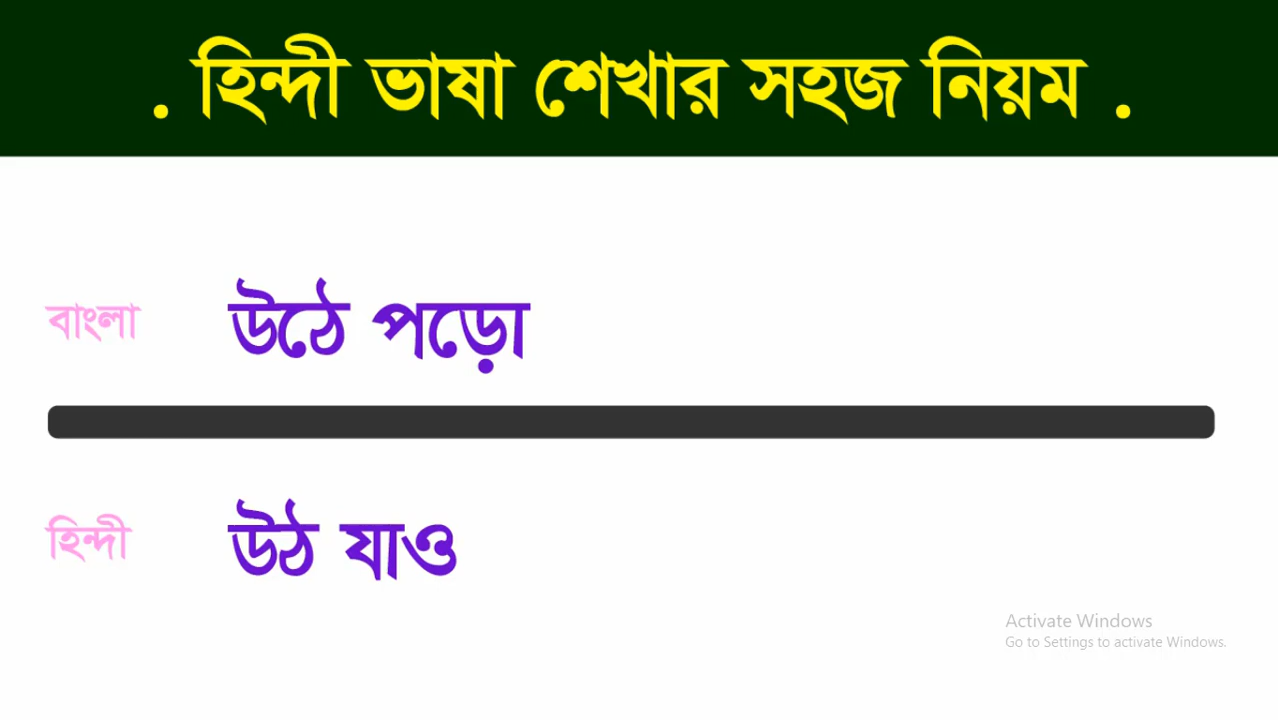 . হিন্দী ভাষা শেখার সহজ নিয়ম .
বাংলা উঠে পড়ো
হিন্দী উঠ যাও
Activate Windows
Go to Settings to activate Windows.